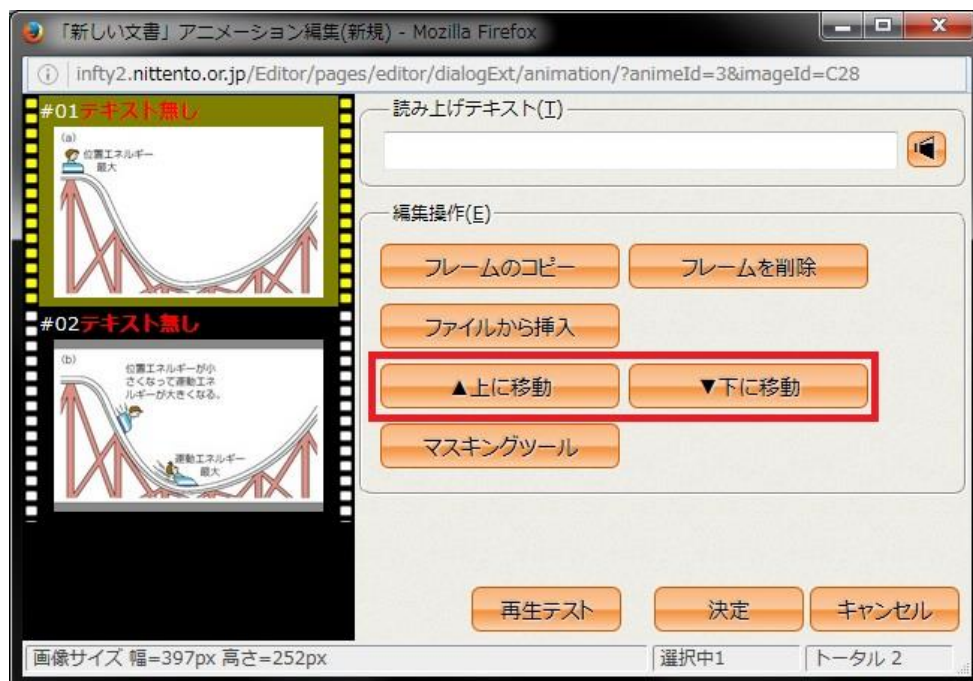 「新しい文書」アニメーション編集(新規) - Mozilla Firefox
infty2.nittento.or.jp/Editor/pages/editor/dialogExt/animation/?animeId=3&imageId=C28
#01テキスト無し
(a)
位置エネルギー
最大
#02テキスト無し
(b)
位置エネルギーが小
さくなって運動エネ
ルギーが大きくなる。
運動エネルギー
最大
読み上げテキスト(T)
編集操作(E)
フレームのコピー
フレームを削除
ファイルから挿入
▲上に移動
▼下に移動
マスキングツール
再生テスト
決定
キャンセル
画像サイズ 幅=397px 高さ=252px
選択中1
トータル 2